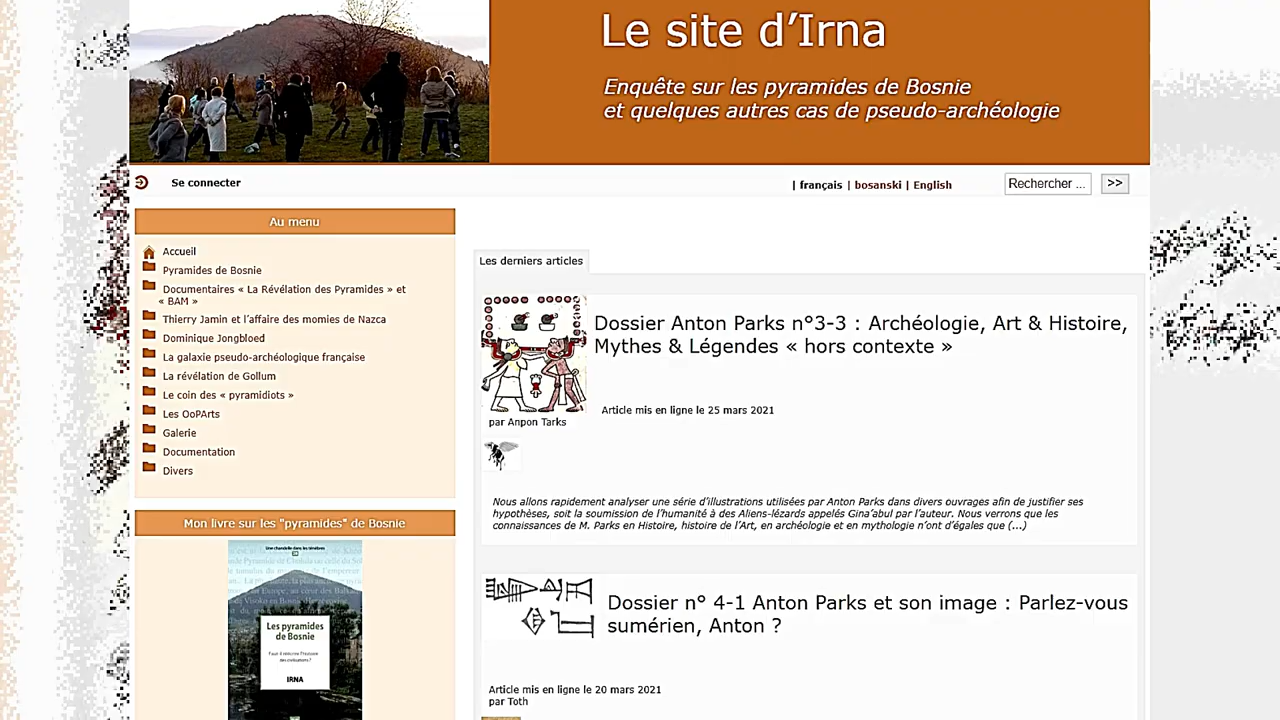 Le site d’Irna
Enquête sur les pyramides de Bosnie
et quelques autres cas de pseudo-archéologie
Se connecter
| français | bosanski | English
Rechercher ...
>>
Au menu
Accueil
Pyramides de Bosnie
Documentaires « La Révélation des Pyramides » et
« BAM »
Thierry Jamin et l’affaire des momies de Nazca
Dominique Jongbloed
La galaxie pseudo-archéologique française
La révélation de Gollum
Le coin des « pyramidiots »
Les OoPArts
Galerie
Documentation
Divers
Mon livre sur les "pyramides" de Bosnie
Une chandelle dans les ténèbres
Les pyramides
de Bosnie
IRNA
Les derniers articles
Dossier Anton Parks n°3-3 : Archéologie, Art & Histoire,
Mythes & Légendes « hors contexte »
Article mis en ligne le 25 mars 2021
par Anpon Tarks
Nous allons rapidement analyser une série d’illustrations utilisées par Anton Parks dans divers ouvrages afin de justifier ses
hypothèses, soit la soumission de l’humanité à des Aliens-lézards appelés Gina’abul par l’auteur. Nous verrons que les
connaissances de M. Parks en Histoire, histoire de l’Art, en archéologie et en mythologie n’ont d’égales que (...)
Dossier n° 4-1 Anton Parks et son image : Parlez-vous
sumérien, Anton ?
Article mis en ligne le 20 mars 2021
par Toth